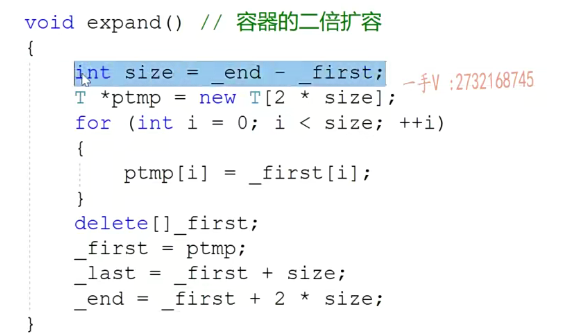 void expand() // 容器的二倍扩容
{
int size = _end - _first;
T *ptmp = new T[2 * size];
一手V :2732168745
for (int i = 0; i < size; ++i)
{
ptmp[i] = _first[i];
}
delete[]_first;
_first = ptmp;
_last = _first + size;
_end = _first + 2 * size;
}